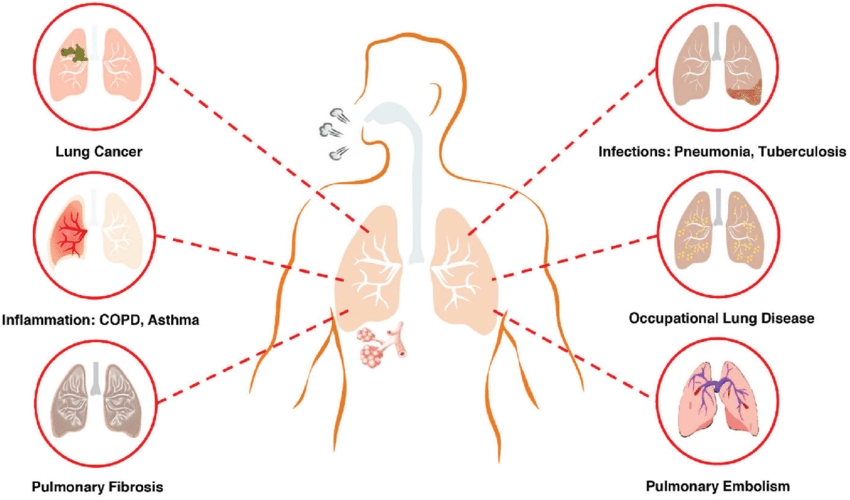 Lung Cancer
Infections: Pneumonia, Tuberculosis
Inflammation: COPD, Asthma
Occupational Lung Disease
Pulmonary Fibrosis
Pulmonary Embolism